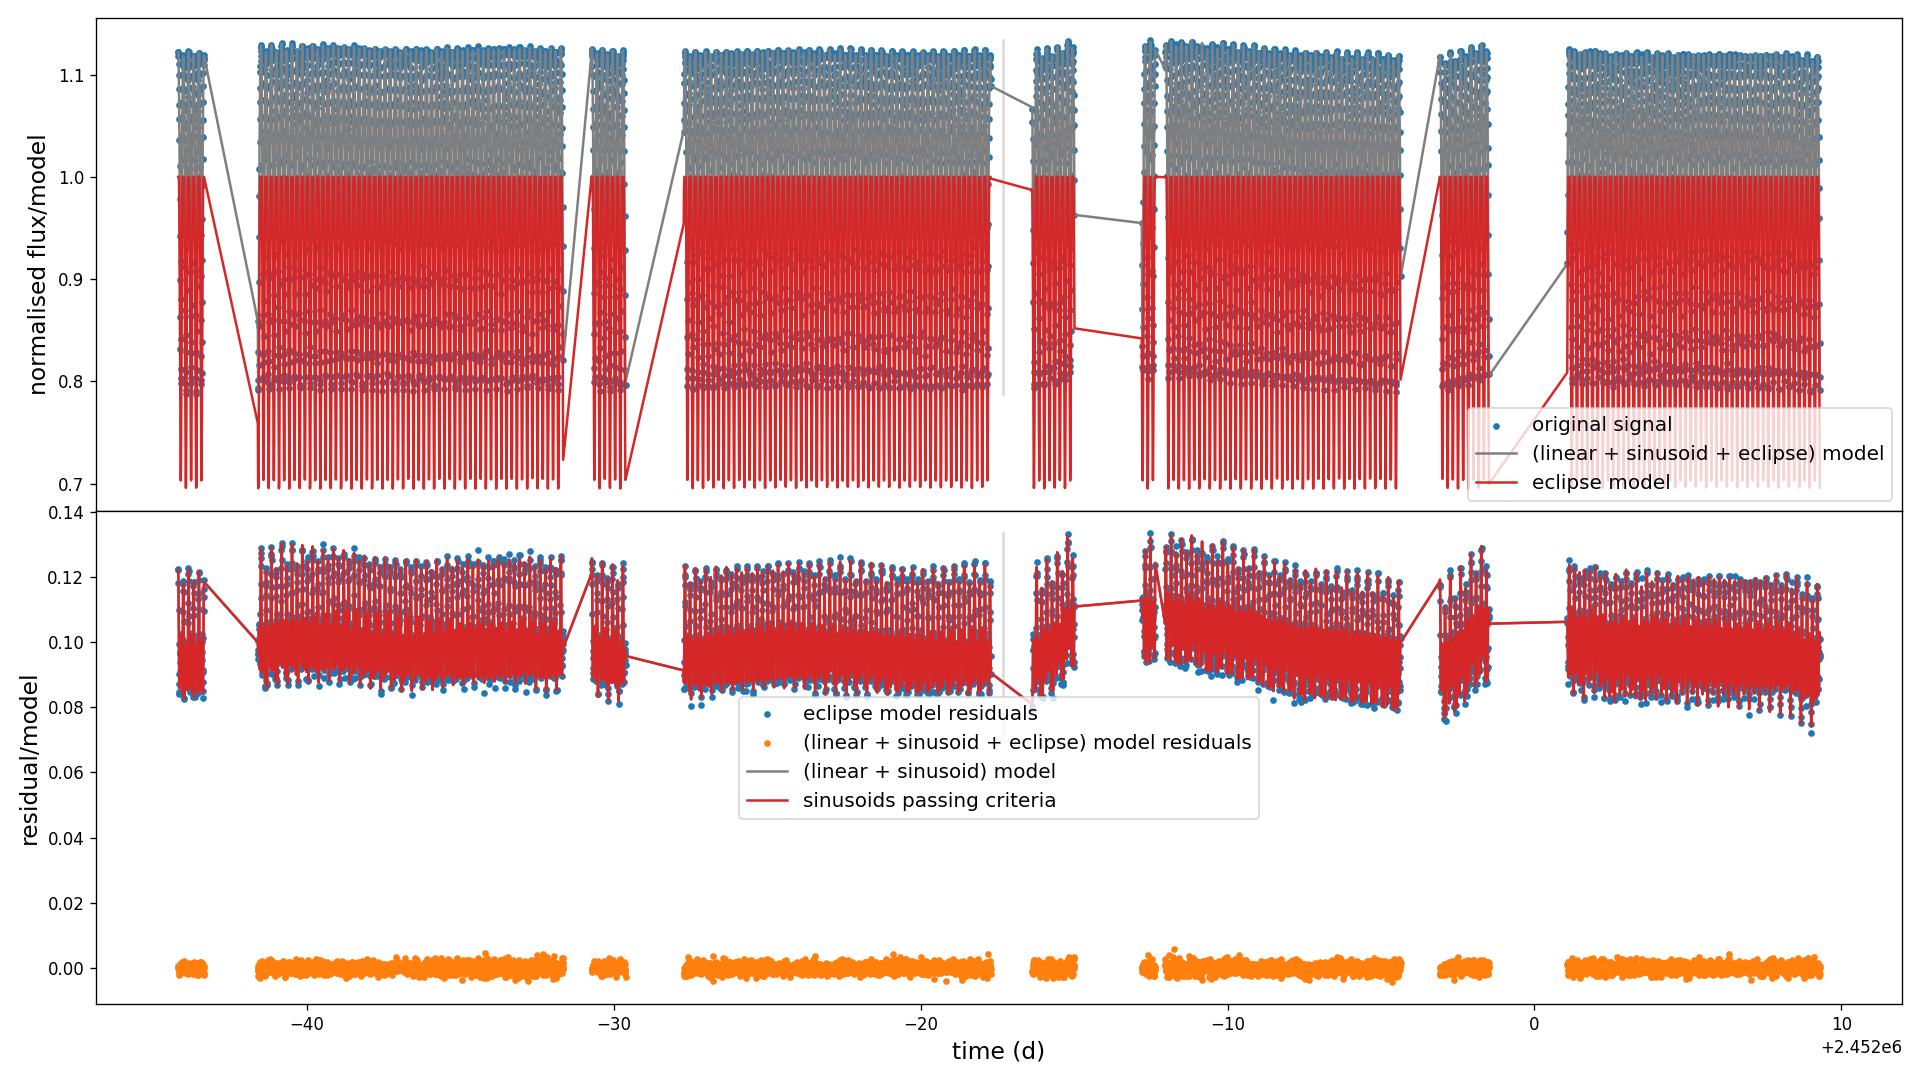 normalised flux/model
1.1
1.0
0.9
0.8
0.7
original signal
(linear + sinusoid + eclipse) model
eclipse model
residual/model
0.14
0.12
0.10
0.08
0.06
0.04
0.02
0.00
eclipse model residuals
(linear + sinusoid + eclipse) model residuals
(linear + sinusoid) model
sinusoids passing criteria
−40
−30
−20
−10
0
10
time (d)
+2.452e6